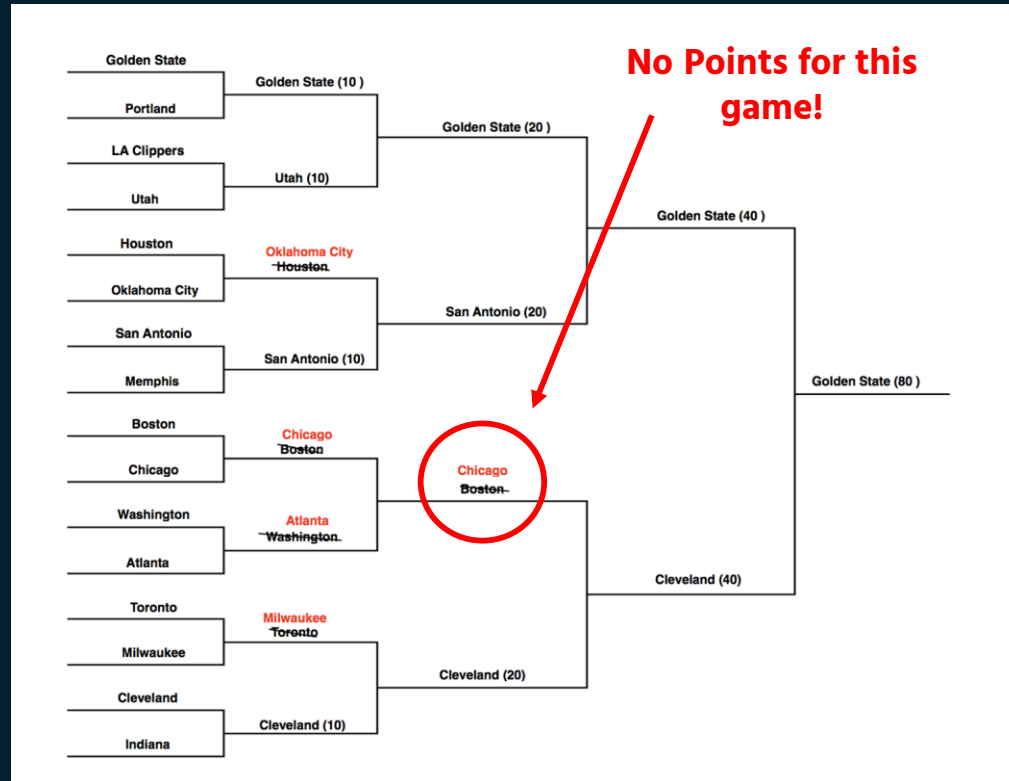 No Points for this
game!
Golden State
Golden State (10 )
Portland
Golden State (20 )
LA Clippers
Utah (10)
Utah
Golden State (40 )
Houston
Oklahoma City
Houston
Oklahoma City
San Antonio (20)
San Antonio
San Antonio (10)
Memphis
Golden State (80 )
Boston
Chicago
Boston
Chicago
Chicago
Boston
Washington
Atlanta
Washington
Atlanta
Cleveland (40)
Toronto
Milwaukee
Toronto
Milwaukee
Cleveland (20)
Cleveland
Cleveland (10)
Indiana